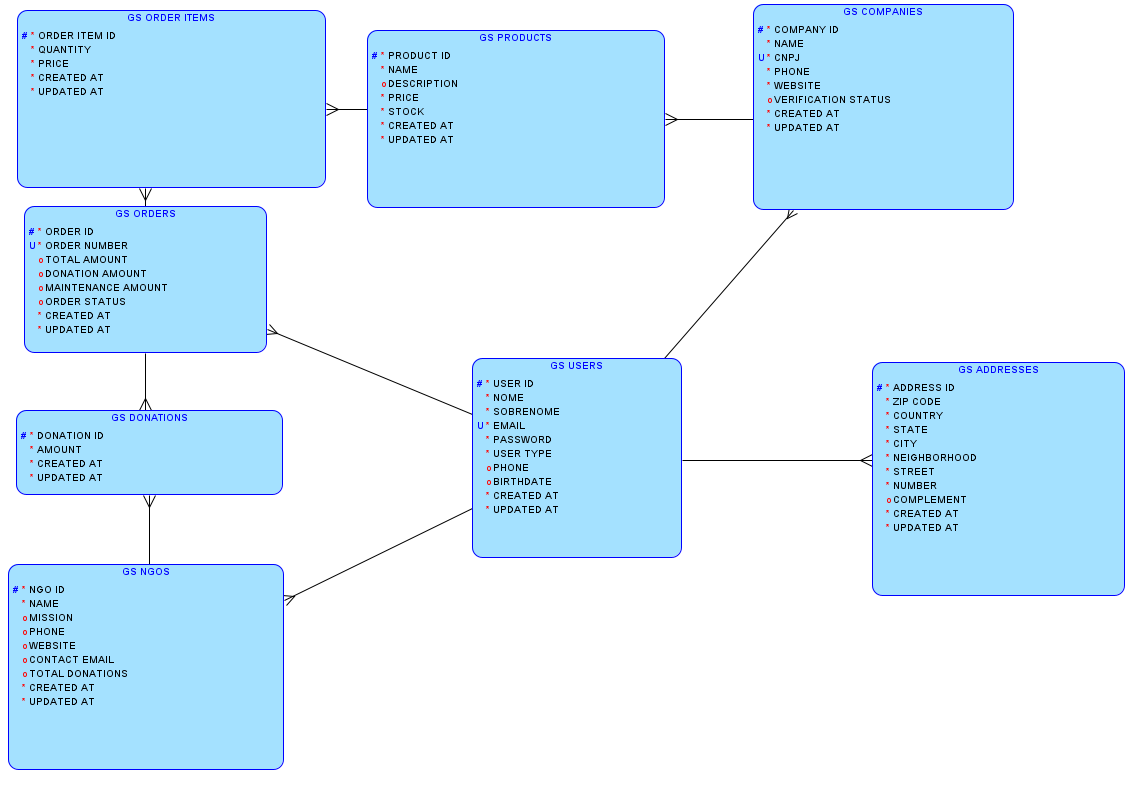 GS ORDER ITEMS
#* ORDER ITEM ID
* QUANTITY
* PRICE
* CREATED AT
* UPDATED AT
GS PRODUCTS
#* PRODUCT ID
* NAME
o DESCRIPTION
* PRICE
* STOCK
* CREATED AT
* UPDATED AT
GS COMPANIES
#* COMPANY ID
* NAME
U* CNPJ
* PHONE
* WEBSITE
o VERIFICATION STATUS
* CREATED AT
* UPDATED AT
GS ORDERS
#* ORDER ID
U* ORDER NUMBER
o TOTAL AMOUNT
o DONATION AMOUNT
o MAINTENANCE AMOUNT
o ORDER STATUS
* CREATED AT
* UPDATED AT
GS USERS
#* USER ID
* NOME
* SOBRENOME
U* EMAIL
* PASSWORD
* USER TYPE
o PHONE
o BIRTHDATE
* CREATED AT
* UPDATED AT
GS ADDRESSES
#* ADDRESS ID
* ZIP CODE
* COUNTRY
* STATE
* CITY
* NEIGHBORHOOD
* STREET
* NUMBER
o COMPLEMENT
* CREATED AT
* UPDATED AT
GS DONATIONS
#* DONATION ID
* AMOUNT
* CREATED AT
* UPDATED AT
GS NGOS
#* NGO ID
* NAME
o MISSION
o PHONE
o WEBSITE
o CONTACT EMAIL
o TOTAL DONATIONS
* CREATED AT
* UPDATED AT